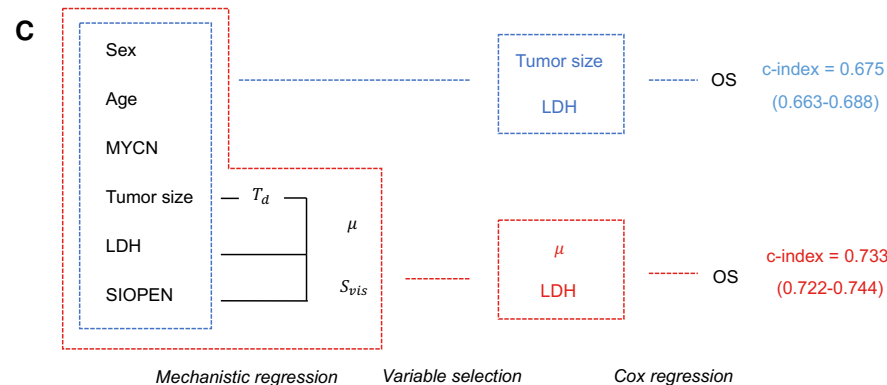 C
Sex
Age
MYCN
Tumor size
LDH
SIOPEN
T_d
μ
S_vis
Tumor size
LDH
OS
c-index = 0.675
(0.663-0.688)
μ
LDH
OS
c-index = 0.733
(0.722-0.744)
Mechanistic regression
Variable selection
Cox regression